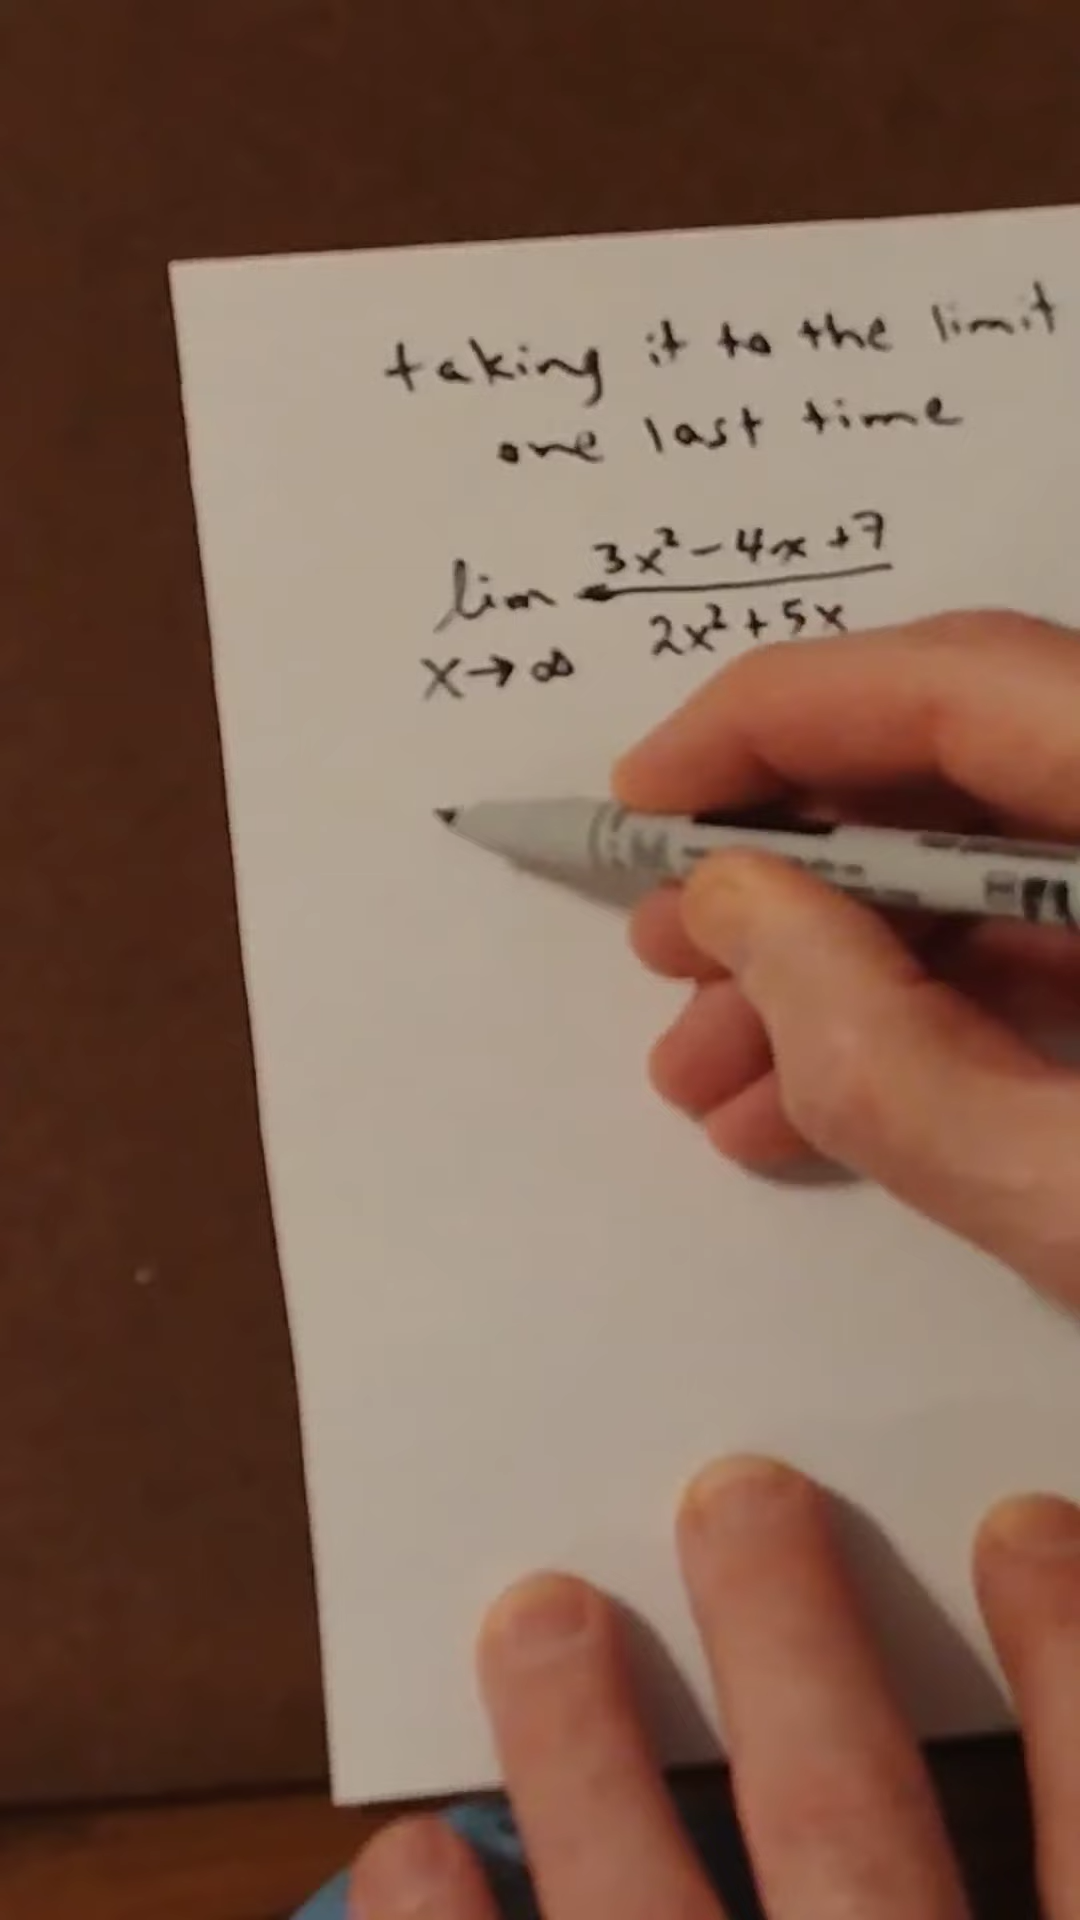 taking it to the limit
one last time
lim 3x² - 4x + 7
x → ∞ 2x² + 5x